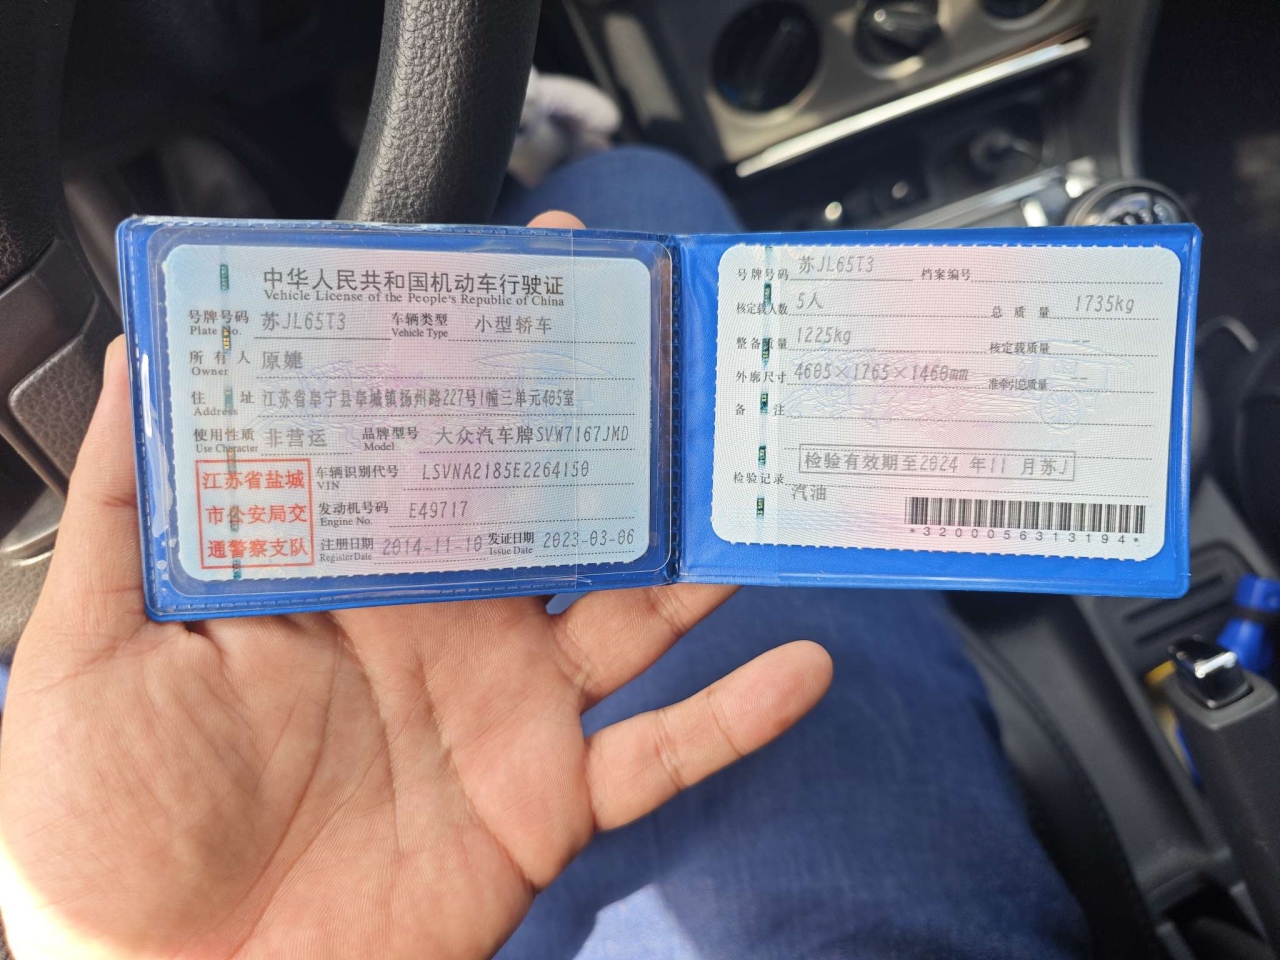 中华人民共和国机动车行驶证
Vehicle License of the People's Republic of China
号牌号码 苏JL65T3 车辆类型 小型轿车
Plate No. Vehicle Type
所有人 原婕
Owner
住址 江苏省阜宁县阜城镇扬州路227号1幢三单元405室
Address
使用性质 非营运 品牌型号 大众汽车牌SVW7167JMD
Use Character Model
江苏省盐城
市公安局交
通警察支队
车辆识别代号 LSVNA2185E2264150
VIN
发动机号码 E49717
Engine No.
注册日期 2014-11-10 发证日期 2023-03-06
Register Date Issue Date
号牌号码 苏JL65T3 档案编号
核定载人数 5人 总质量 1735kg
整备质量 1225kg 核定载质量 --
外廓尺寸 4605×1765×1460mm 准牵引总质量 --
备注
检验有效期至2024年11月苏J
检验记录
汽油
*3200056313194*